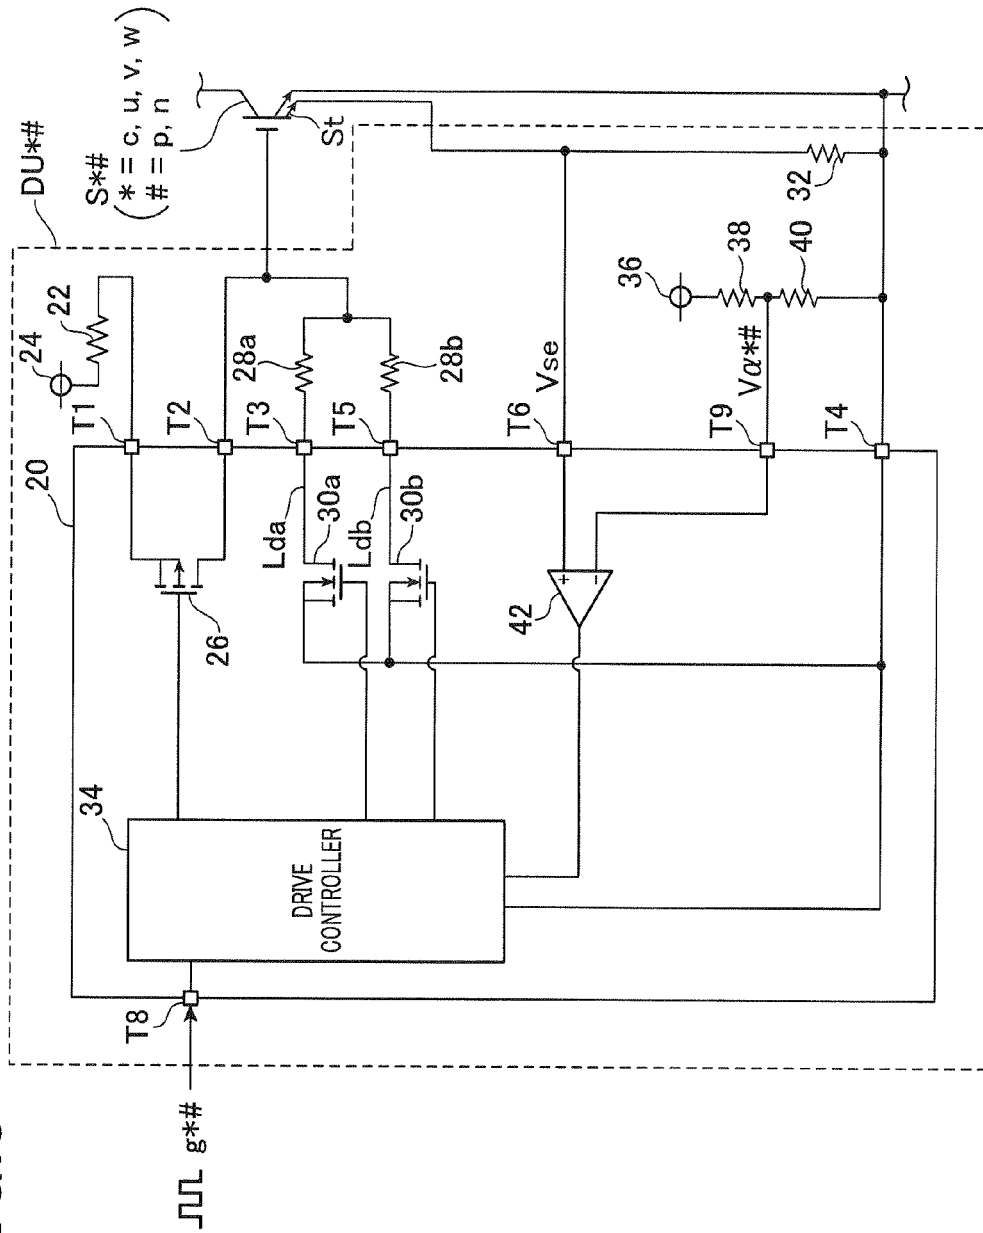 DU*#
S*#
(* = c, u, v, w
# = p, n)
24
22
20
T1
T2
28a
T3
28b
T5
St
Lda
30a
Ldb
30b
26
34
DRIVE
CONTROLLER
T8
g*#
T6
Vse
42
36
38
40
32
T9
Vα*#
T4